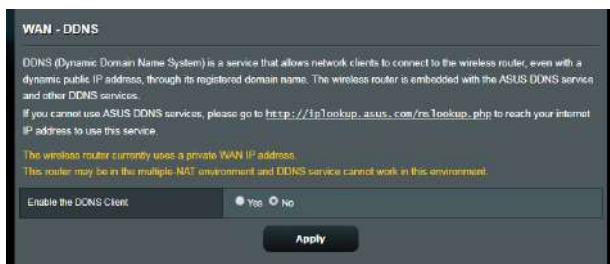 WAN - DDNS
DDNS (Dynamic Domain Name System) is a service that allows network clients to connect to the wireless router, even with a
dynamic public IP address, through its registered domain name. The wireless router is embedded with the ASUS DDNS service
and other DDNS services.
If you cannot use ASUS DDNS services, please go to http://iplookup.asus.com/nslookup.php to reach your internet
IP address to use this service.
The wireless router currently uses a private WAN IP address.
This router may be in the multiple-NAT environment and DDNS service cannot work in this environment.
Enable the DDNS Client Yes No
Apply